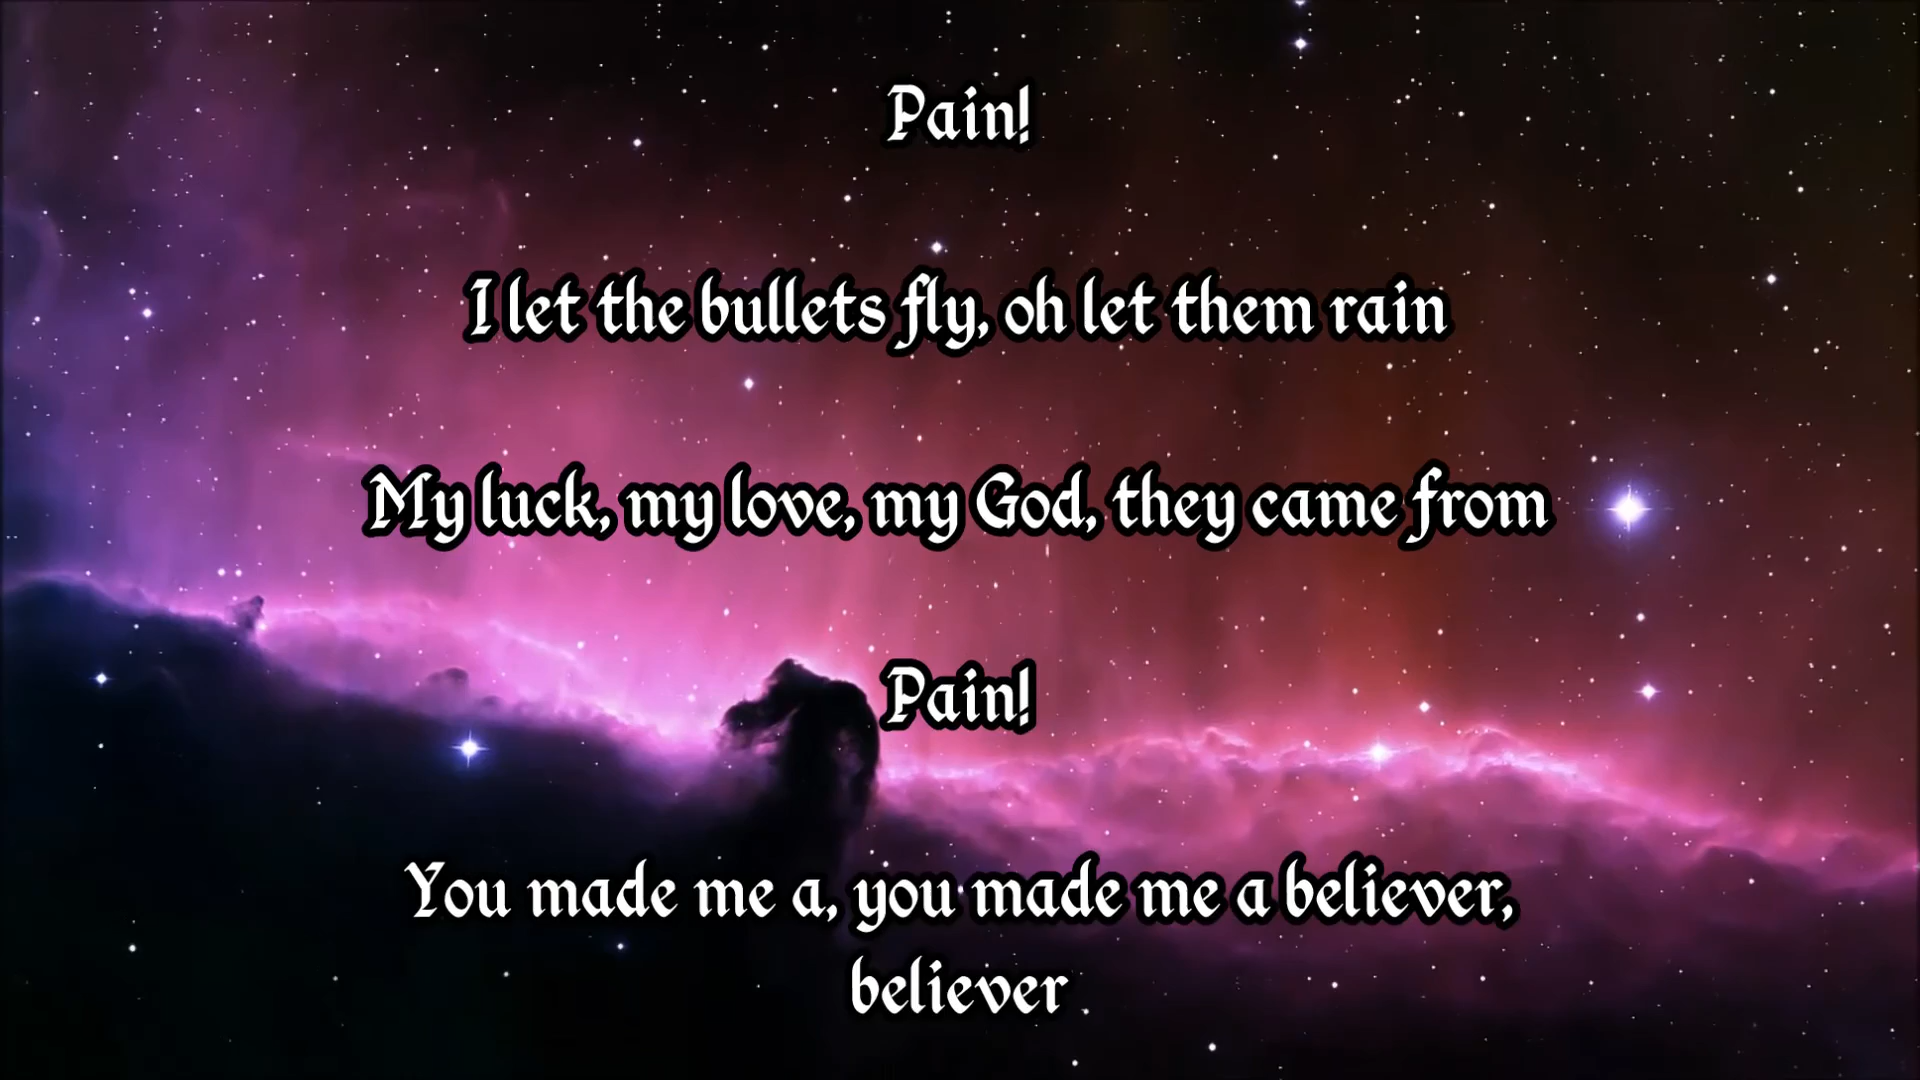 Pain!
I let the bullets fly, oh let them rain
My luck, my love, my God, they came from
Pain!
You made me a, you made me a believer,
believer